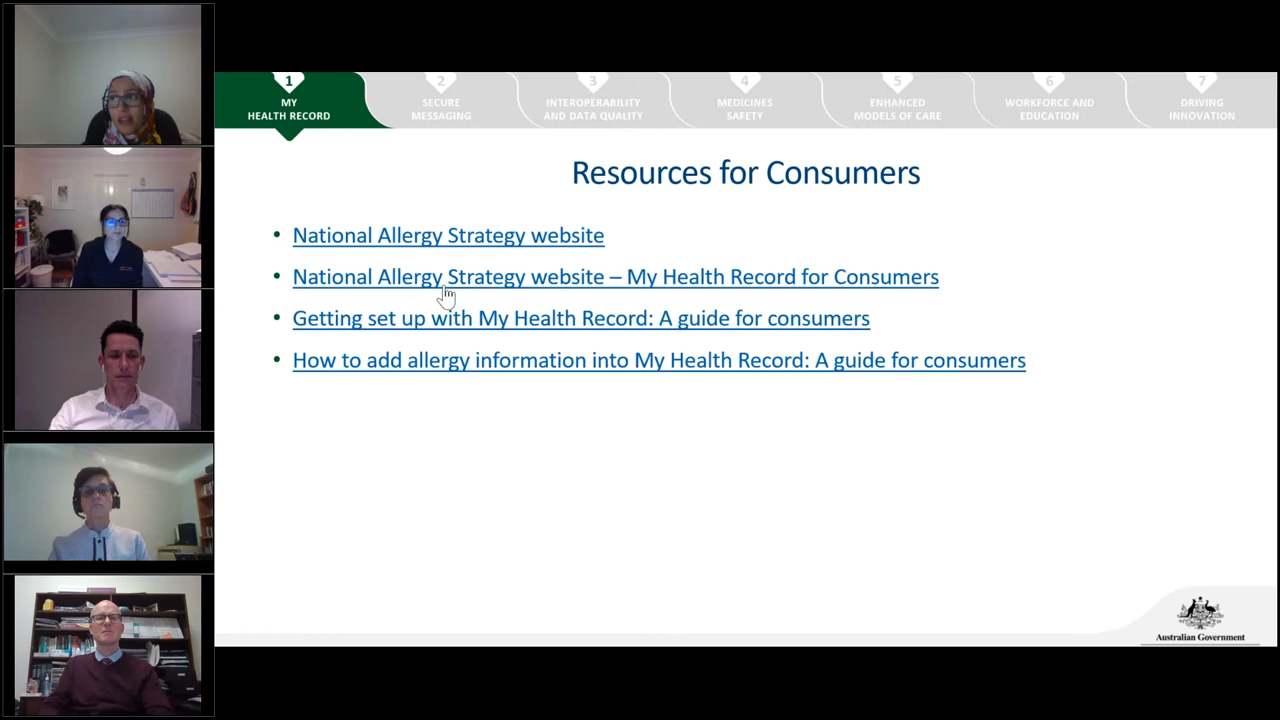 1
MY
HEALTH RECORD
2
SECURE
MESSAGING
3
INTEROPERABILITY
AND DATA QUALITY
4
MEDICINES
SAFETY
5
ENHANCED
MODELS OF CARE
6
WORKFORCE AND
EDUCATION
7
DRIVING
INNOVATION
Resources for Consumers
• National Allergy Strategy website
• National Allergy Strategy website – My Health Record for Consumers
• Getting set up with My Health Record: A guide for consumers
• How to add allergy information into My Health Record: A guide for consumers
Australian Government